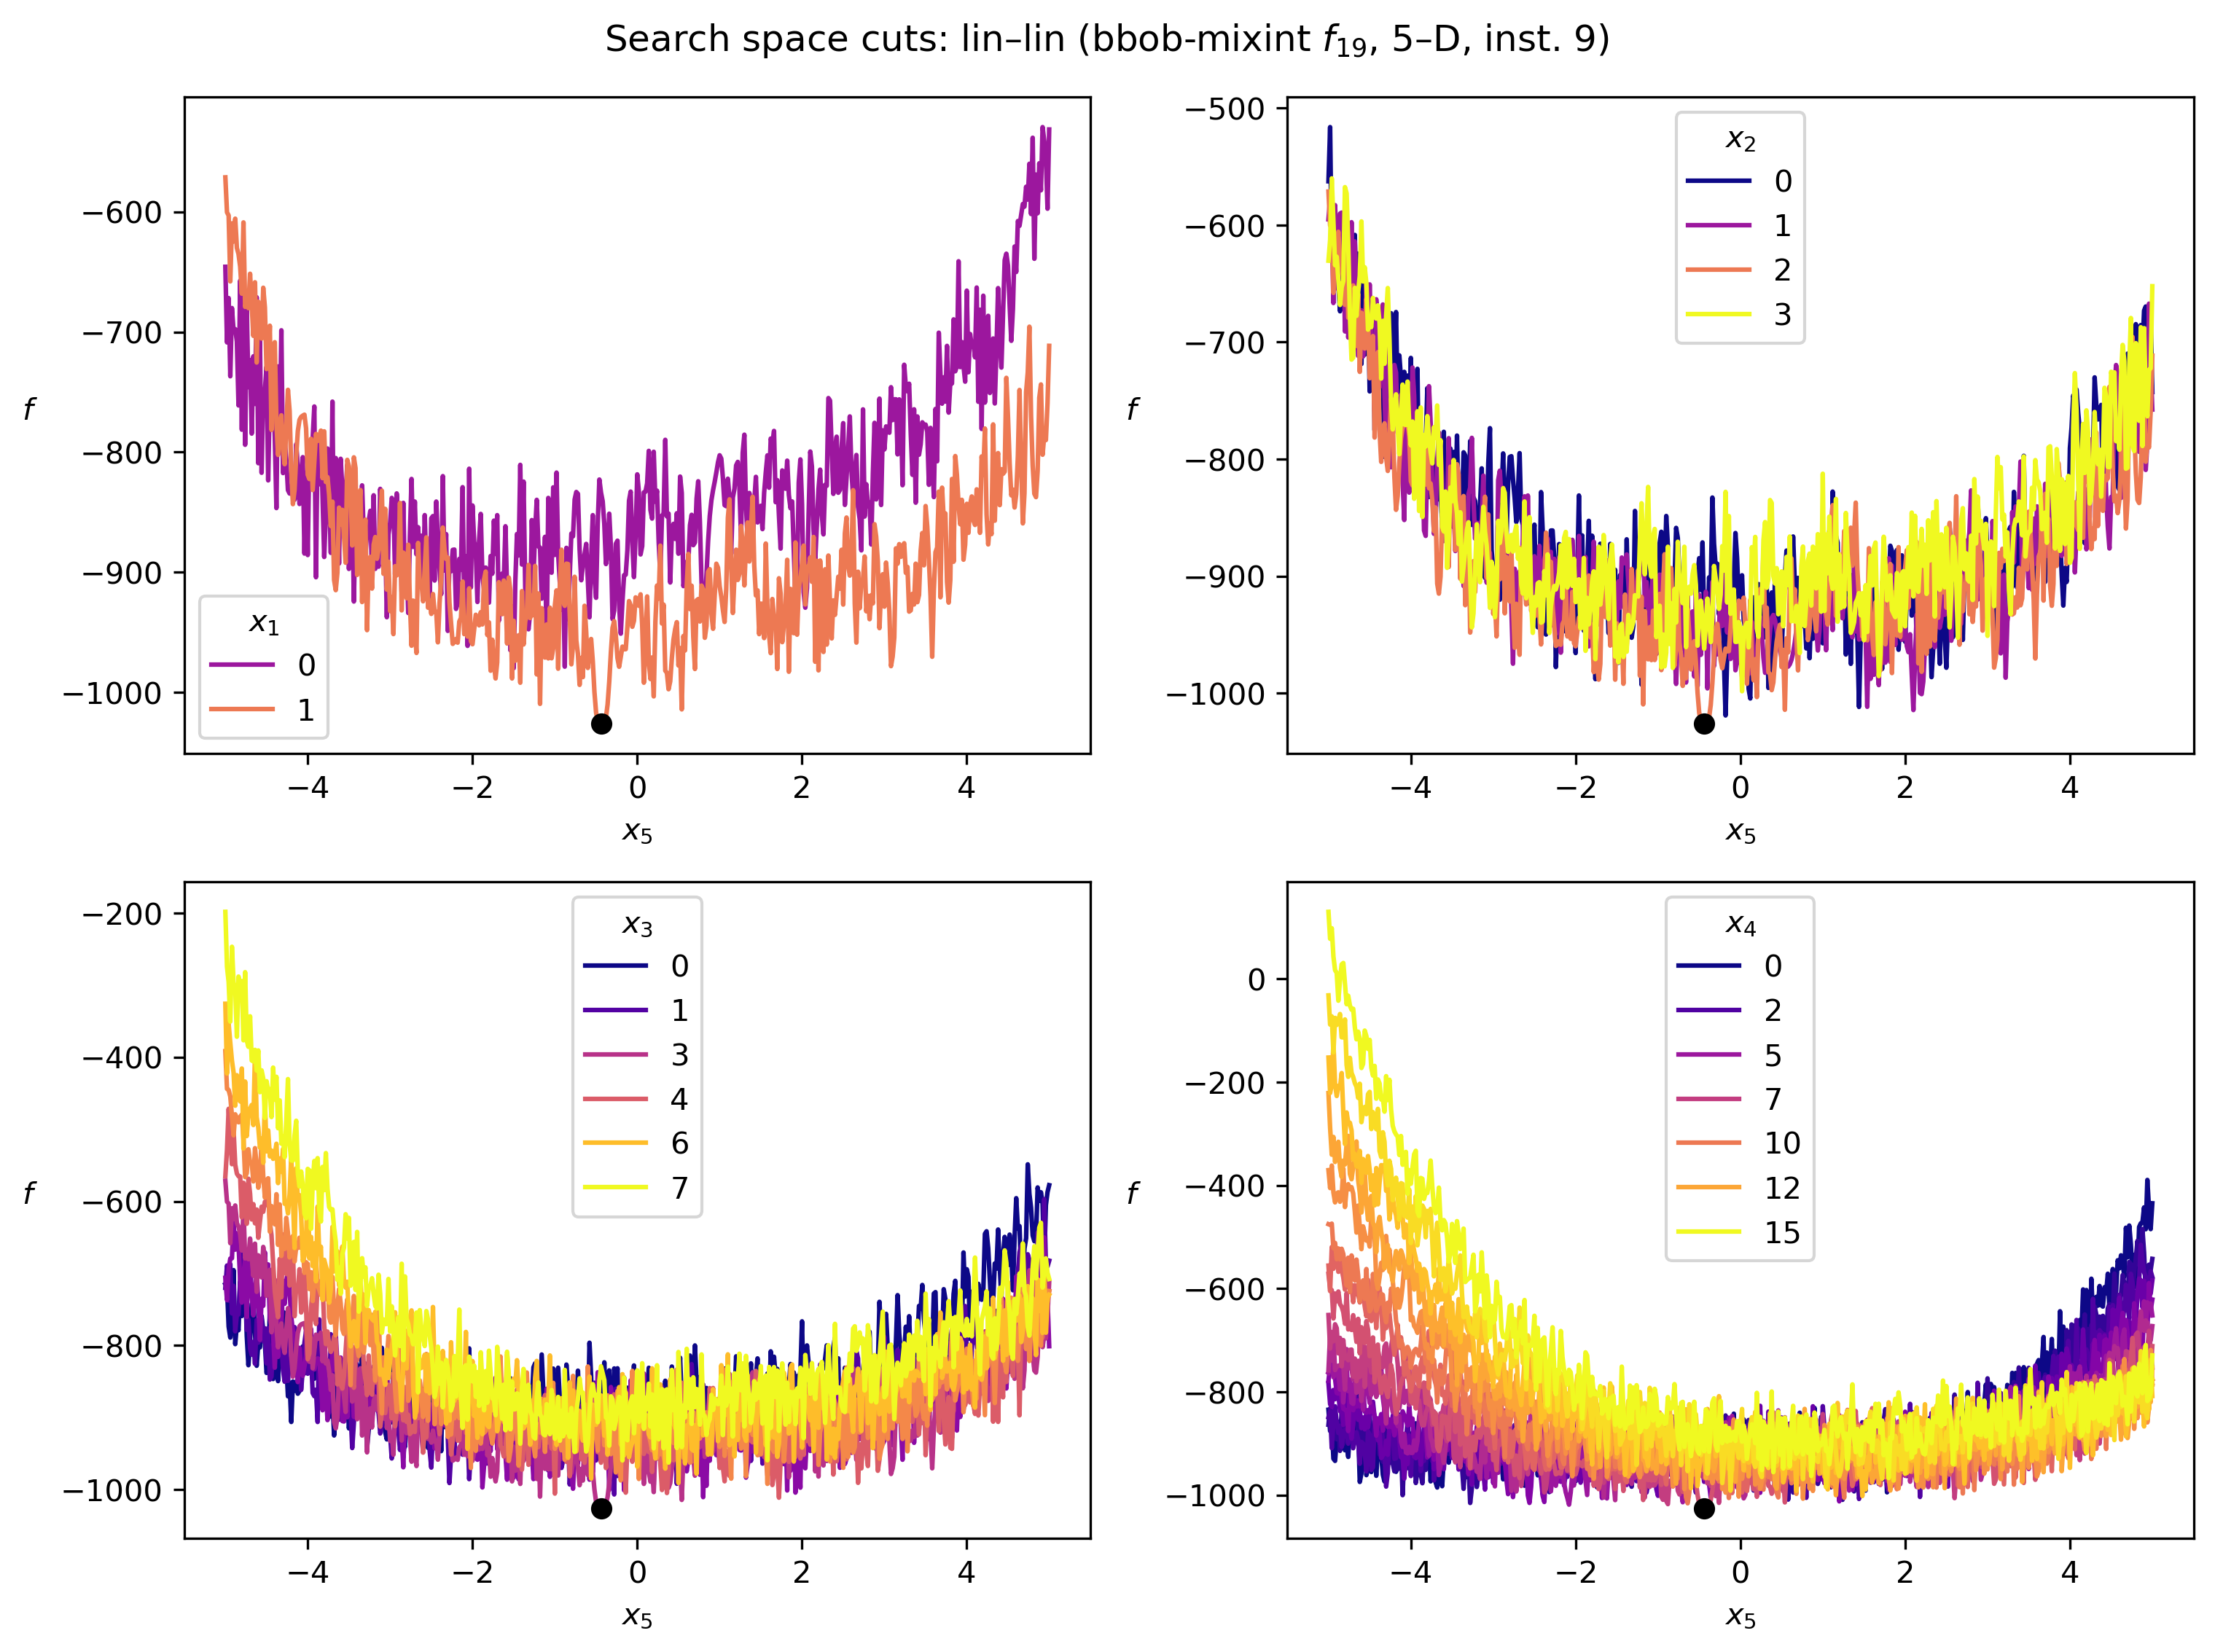 Search space cuts: lin–lin (bbob-mixint f₁₉, 5–D, inst. 9)
−600
−700
−800
−900
−1000
f
x₁
0
1
−4 −2 0 2 4
x₅
−500
−600
−700
−800
−900
−1000
f
x₂
0
1
2
3
−4 −2 0 2 4
x₅
−200
−400
−600
−800
−1000
f
x₃
0
1
3
4
6
7
−4 −2 0 2 4
x₅
0
−200
−400
−600
−800
−1000
f
x₄
0
2
5
7
10
12
15
−4 −2 0 2 4
x₅